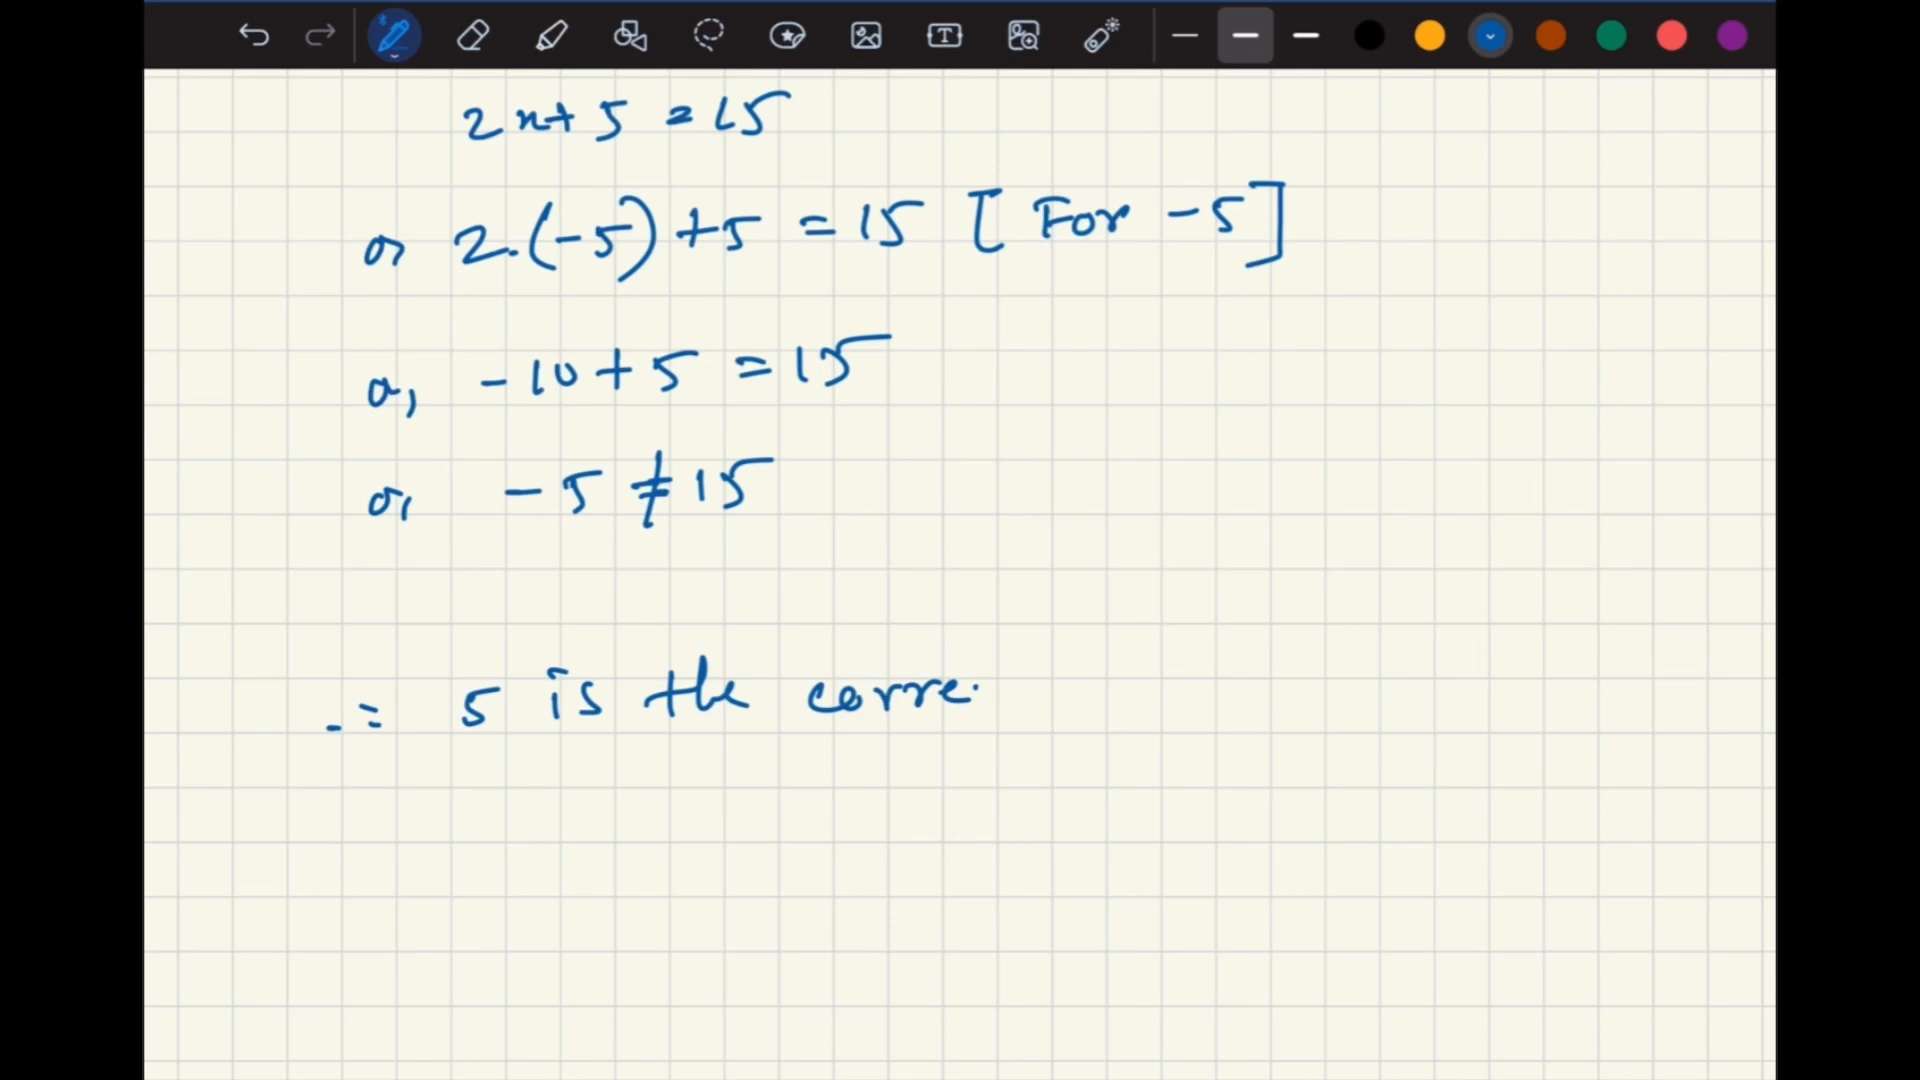 2x+5 = 15
or 2.(-5)+5 = 15 [For -5]
or, -10+5 = 15
or, -5 ≠ 15
5 is the corre